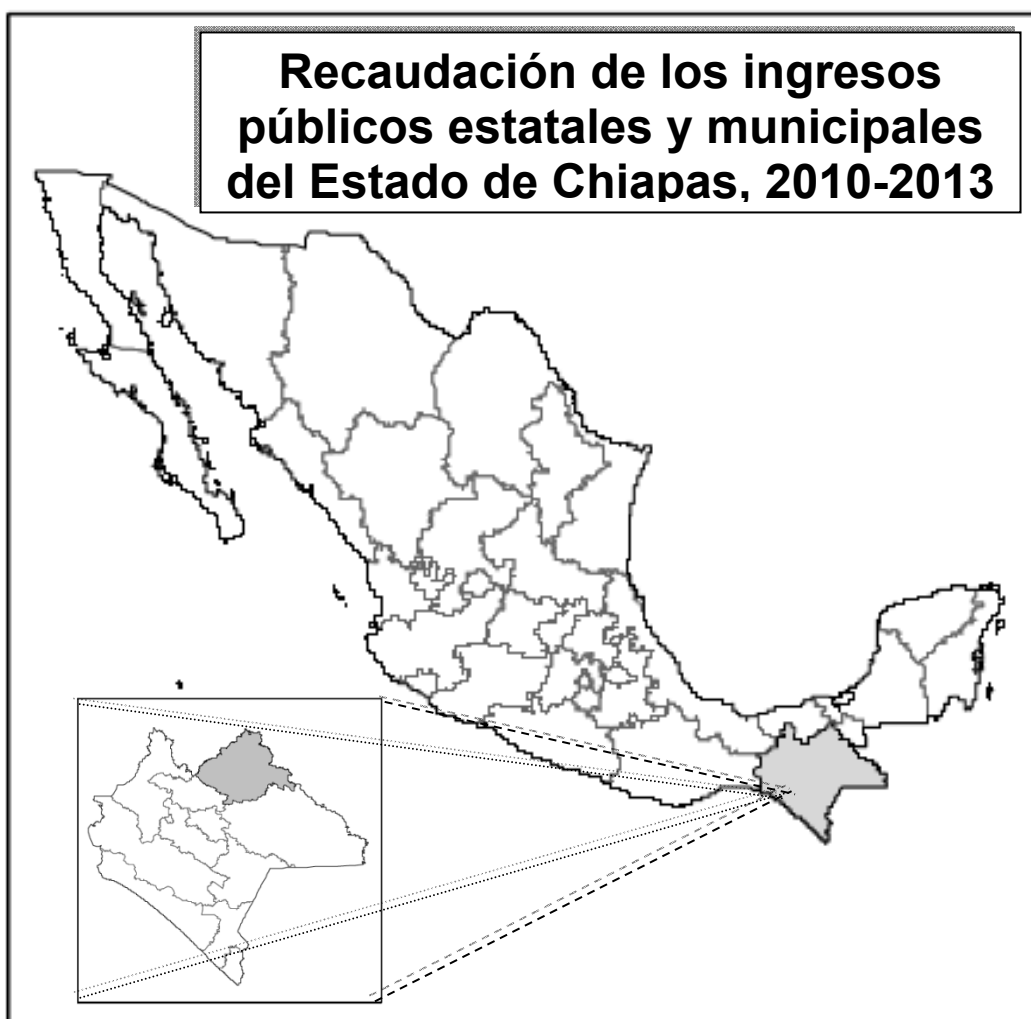 Recaudación de los ingresos
públicos estatales y municipales
del Estado de Chiapas, 2010-2013